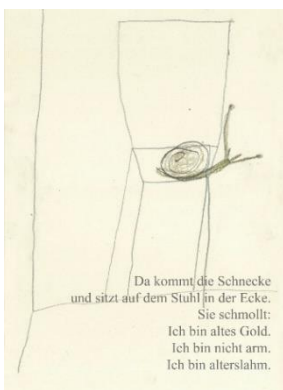 Da kommt die Schnecke
und sitzt auf dem Stuhl in der Ecke.
Sie schmollt:
Ich bin altes Gold.
Ich bin nicht arm.
Ich bin alterslahm.